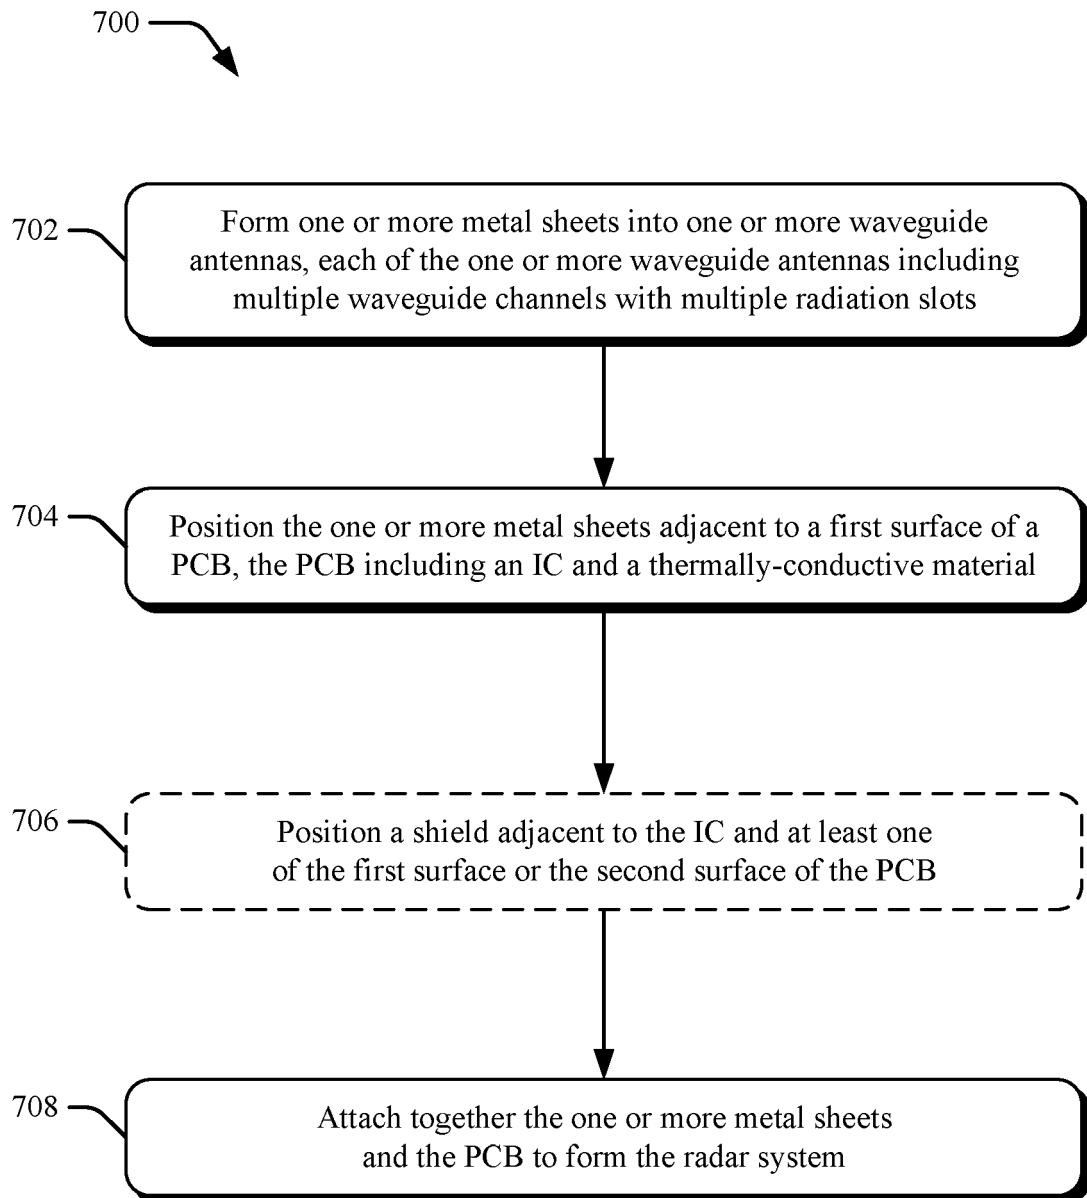 700
702
Form one or more metal sheets into one or more waveguide
antennas, each of the one or more waveguide antennas including
multiple waveguide channels with multiple radiation slots
704
Position the one or more metal sheets adjacent to a first surface of a
PCB, the PCB including an IC and a thermally-conductive material
706
Position a shield adjacent to the IC and at least one
of the first surface or the second surface of the PCB
708
Attach together the one or more metal sheets
and the PCB to form the radar system